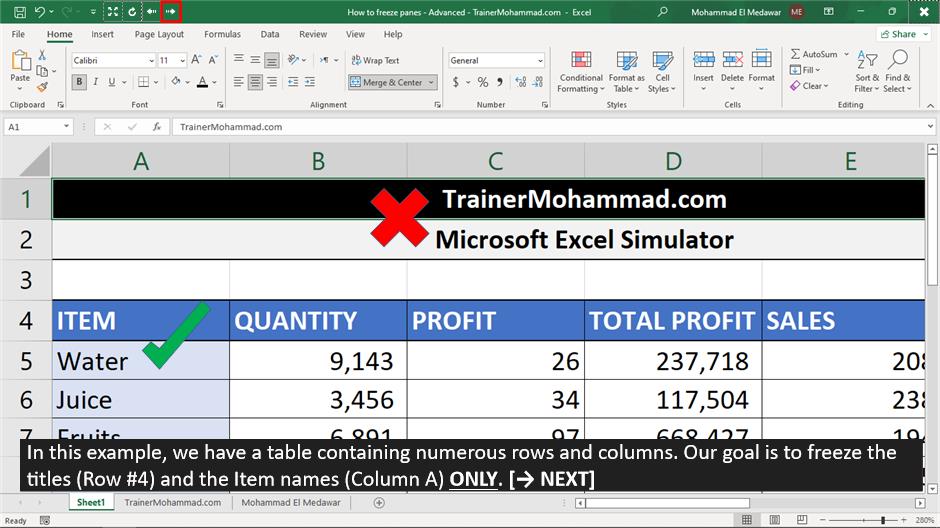 How to freeze panes - Advanced - TrainerMohammad.com - Excel
Mohammad El Medawar ME
File Home Insert Page Layout Formulas Data Review View Help Share
Calibri 11 Wrap Text General AutoSum
Paste Fill
B I U Merge & Center $ % Clear
Conditional Formatting
Format as Table
Cell Styles
Insert Delete Format
Sort & Filter
Find & Select
Clipboard Font Alignment Number Styles Cells Editing
A1 fx TrainerMohammad.com
A B C D E
1 TrainerMohammad.com
2 Microsoft Excel Simulator
3
4 ITEM QUANTITY PROFIT TOTAL PROFIT SALES
5 Water 9,143 26 237,718 208
6 Juice 3,456 34 117,504 238
7 Fruits 6,891 97 668,427 194
In this example, we have a table containing numerous rows and columns. Our goal is to freeze the
titles (Row #4) and the Item names (Column A) ONLY. [→ NEXT]
Sheet1 TrainerMohammad.com Mohammad El Medawar
Ready 280%